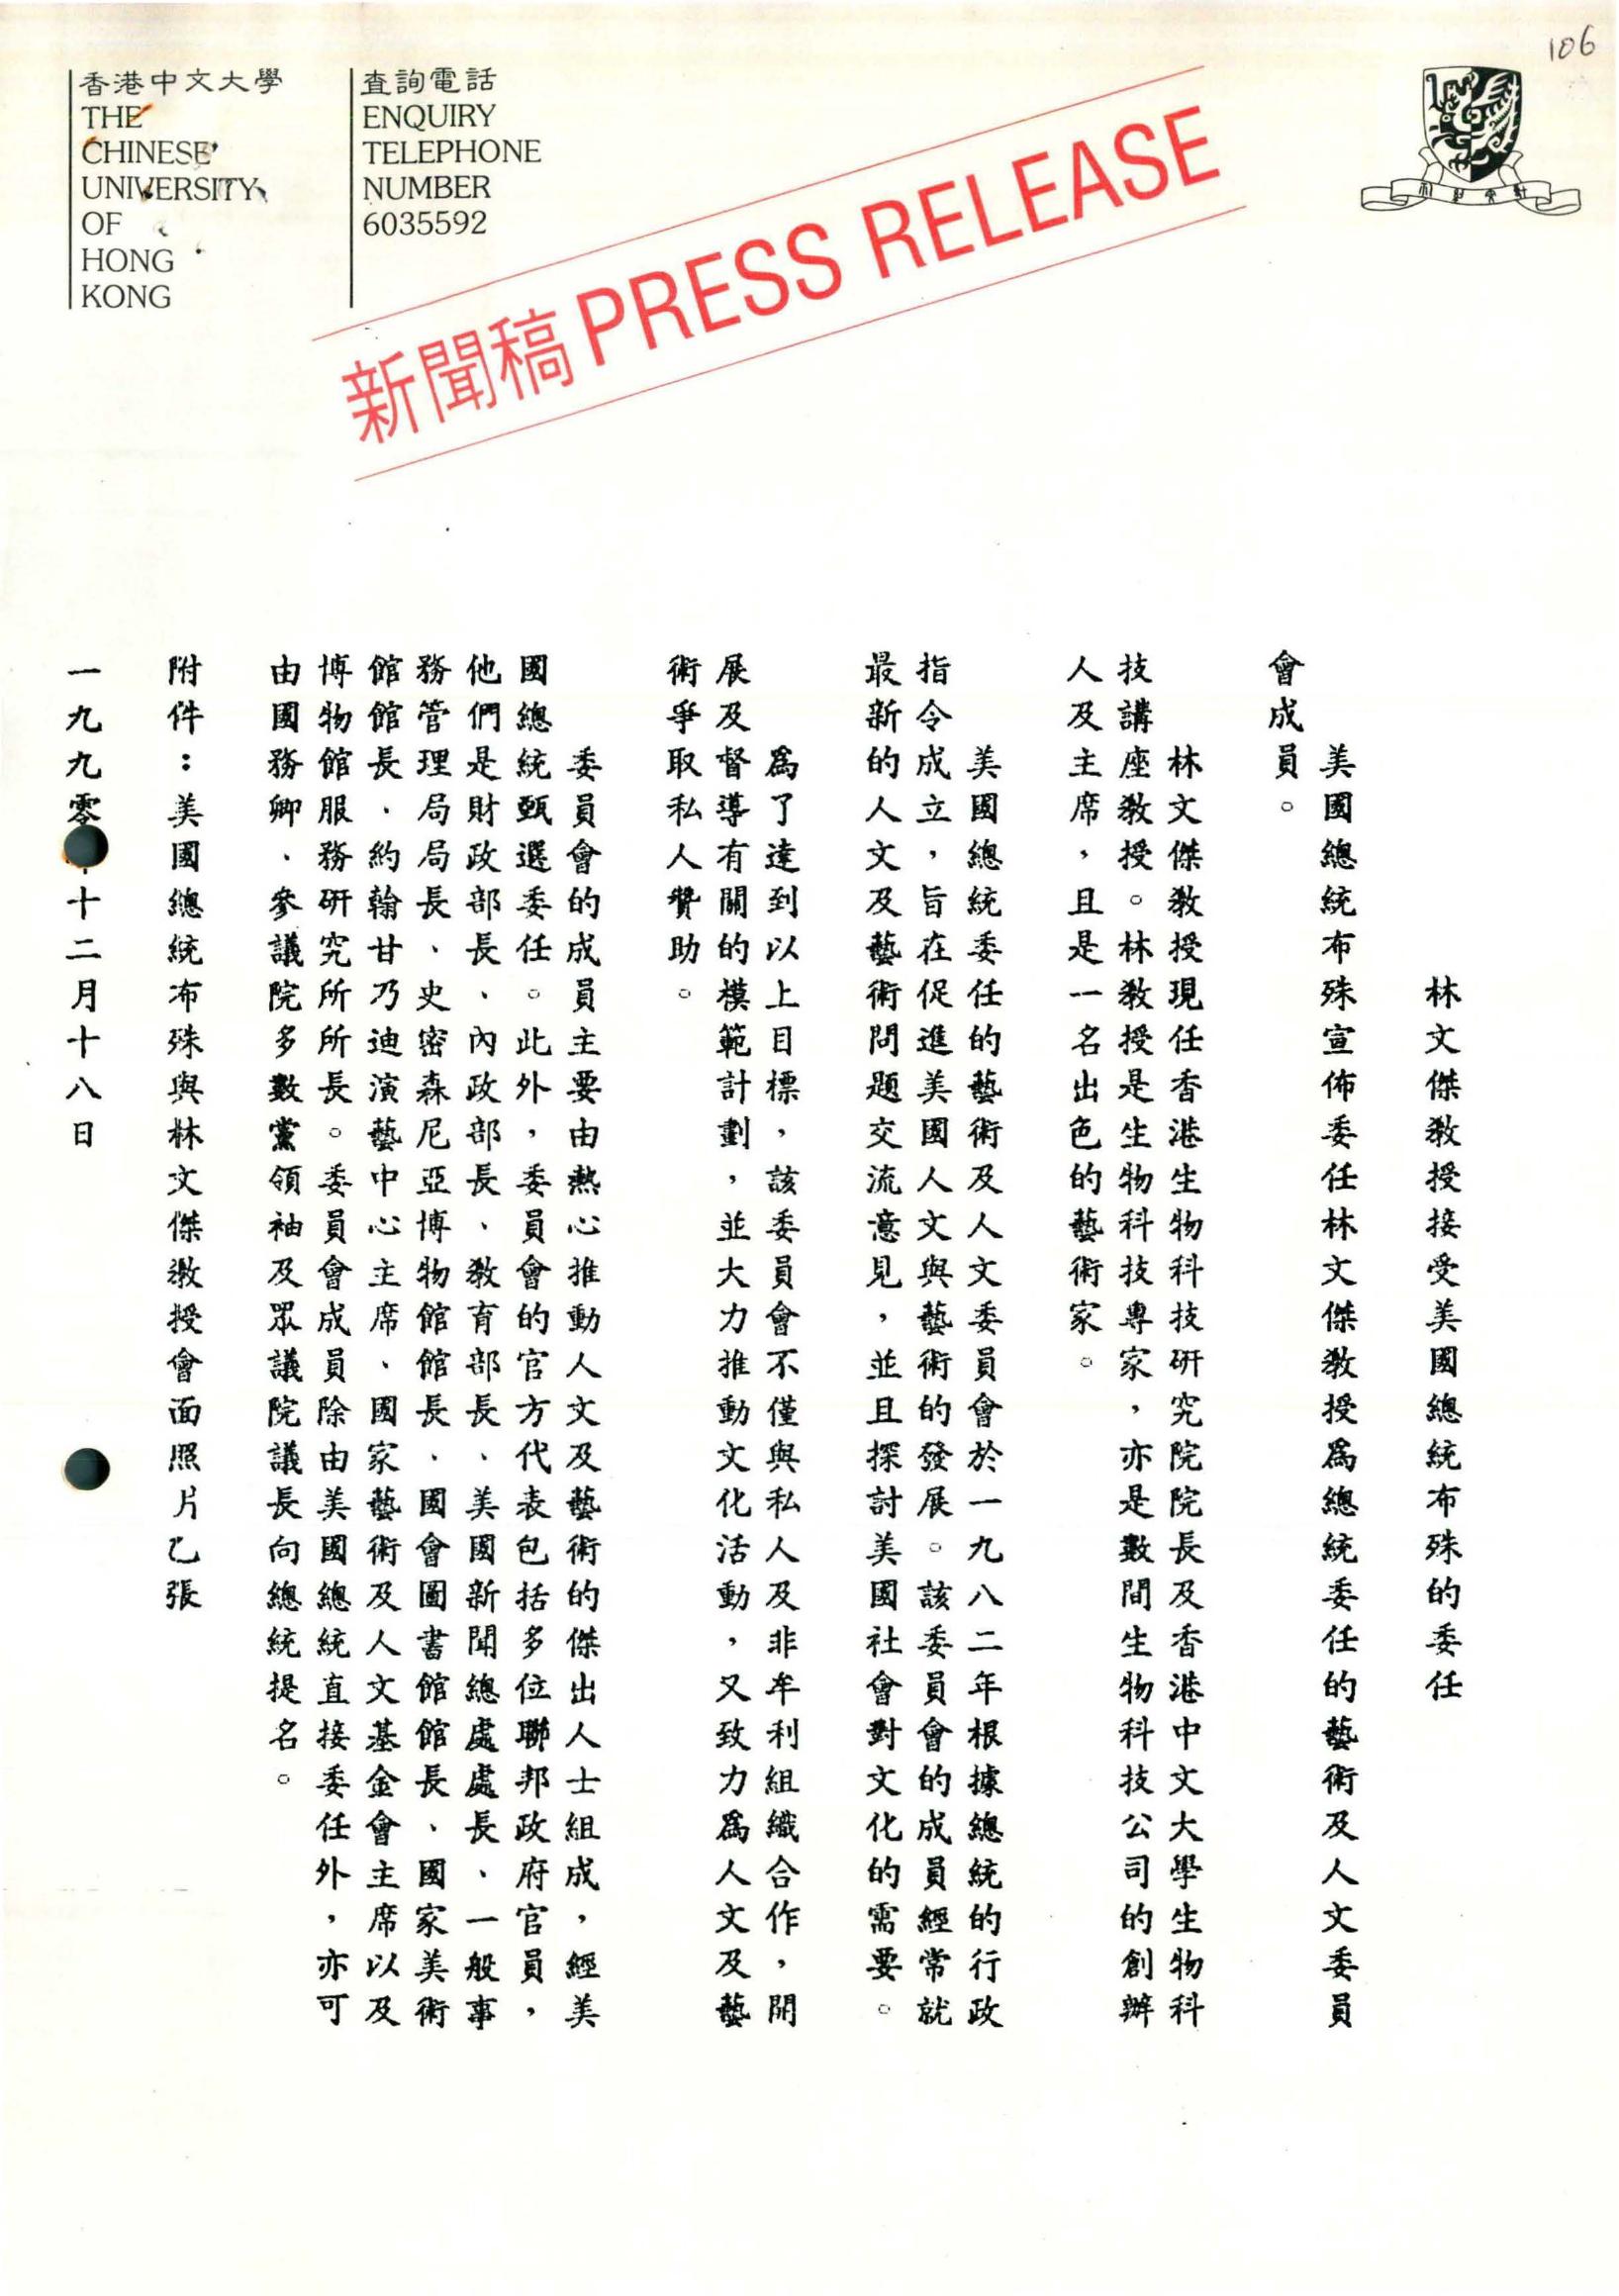 106
香港中文大學
THE
CHINESE
UNIVERSITY
OF
HONG
KONG
查詢電話
ENQUIRY
TELEPHONE
NUMBER
6035592
新聞稿 PRESS RELEASE
林文傑教授接受美國總統布殊的委任
美國總統布殊宣佈委任林文傑教授爲總統委任的藝術及人文委員
會成員。
林文傑教授現任香港生物科技研究院院長及香港中文大學生物科
技講座教授。林教授是生物科技專家，亦是數間生物科技公司的創辦
人及主席，且是一名出色的藝術家。
美國總統委任的藝術及人文委員會於一九八二年根據總統的行政
指令成立，旨在促進美國人文與藝術的發展。該委員會的成員經常就
最新的人文及藝術問題交流意見，並且探討美國社會對文化的需要。
爲了達到以上目標，該委員會不僅與私人及非牟利組織合作，開
展及督導有關的模範計劃，並大力推動文化活動，又致力爲人文及藝
術爭取私人贊助。
委員會的成員主要由熱心推動人文及藝術的傑出人士組成，經美
國總統甄選委任。此外，委員會的官方代表包括多位聯邦政府官員，
他們是財政部長、內政部長、教育部長、美國新聞總處處長、一般事
務管理局局長、史密森尼亞博物館館長、國會圖書館館長、國家美術
館館長、約翰甘乃迪演藝中心主席、國家藝術及人文基金會主席以及
博物館服務研究所所長。委員會成員除由美國總統直接委任外，亦可
由國務卿、參議院多數黨領袖及眾議院議長向總統提名。
附件：美國總統布殊與林文傑教授會面照片乙張
一九九零十二月十八日